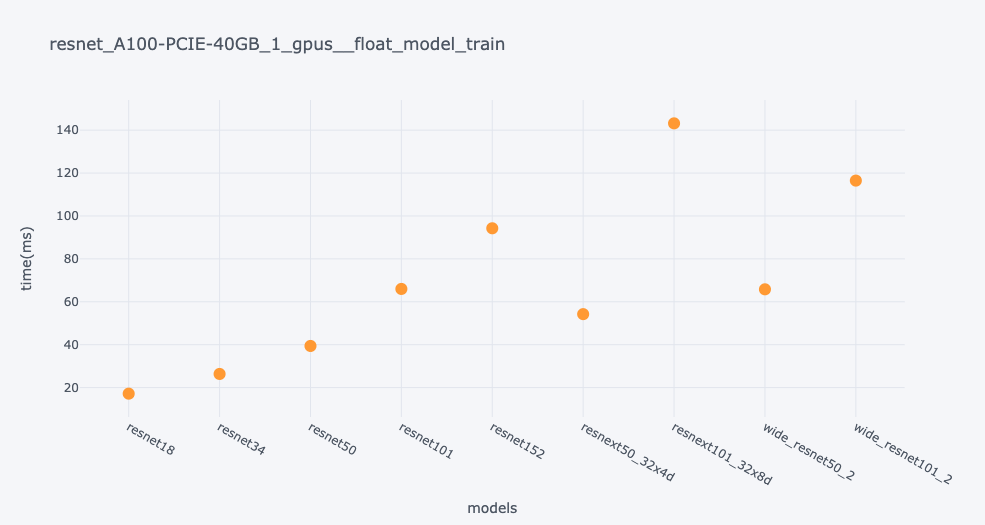 resnet_A100-PCIE-40GB_1_gpus__float_model_train
time(ms)
140
120
100
80
60
40
20
resnet18
resnet34
resnet50
resnet101
resnet152
resnext50_32x4d
resnext101_32x8d
wide_resnet50_2
wide_resnet101_2
models